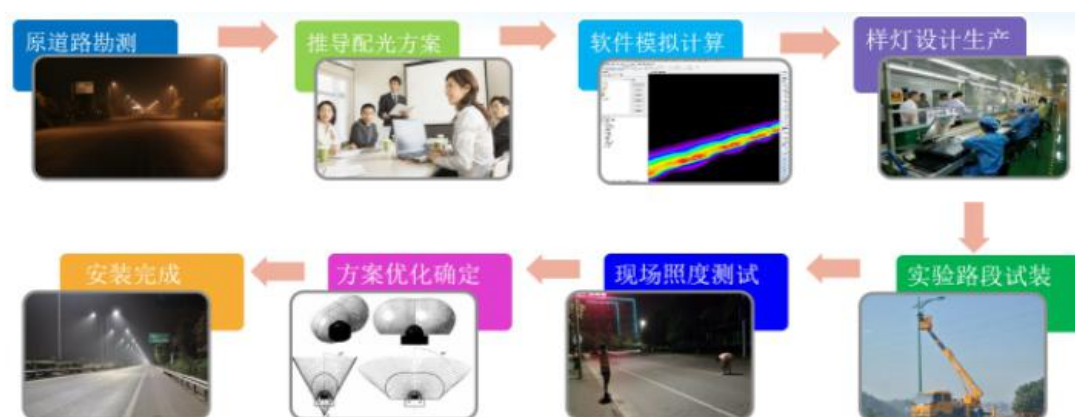 原道路勘测
推导配光方案
软件模拟计算
样灯设计生产
实验路段试装
现场照度测试
方案优化确定
安装完成